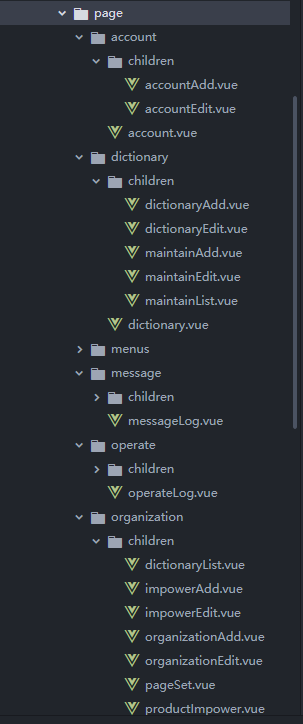 page
account
children
accountAdd.vue
accountEdit.vue
account.vue
dictionary
children
dictionaryAdd.vue
dictionaryEdit.vue
maintainAdd.vue
maintainEdit.vue
maintainList.vue
dictionary.vue
menus
message
children
messageLog.vue
operate
children
operateLog.vue
organization
children
dictionaryList.vue
impowerAdd.vue
impowerEdit.vue
organizationAdd.vue
organizationEdit.vue
pageSet.vue
productImpower.vue